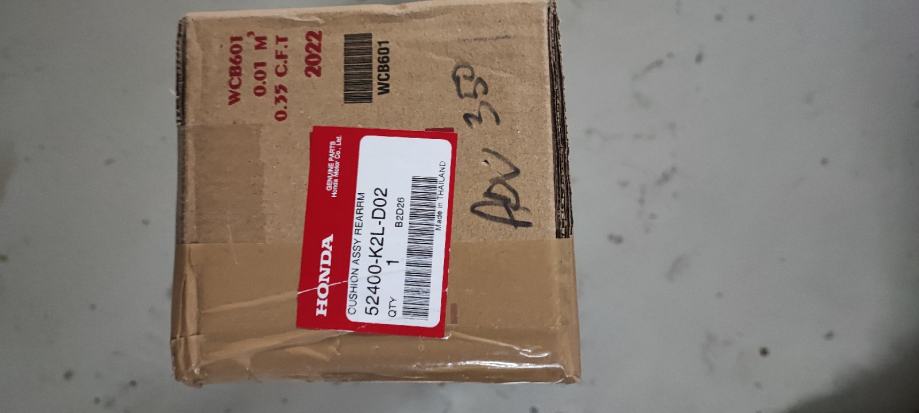 WCB601
0.01 M³
0.35 C.F.T
2022
WCB601
ADV 350
HONDA
GENUINE PARTS
Honda Motor Co., Ltd.
CUSHION ASSY REARRM
52400-K2L-D02
QTY 1 B2D26
Made in THAILAND